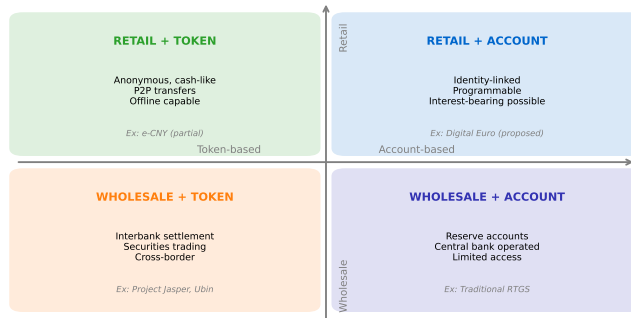 RETAIL + TOKEN
Anonymous, cash-like
P2P transfers
Offline capable
Ex: e-CNY (partial)
Retail
RETAIL + ACCOUNT
Identity-linked
Programmable
Interest-bearing possible
Ex: Digital Euro (proposed)
Token-based
Account-based
WHOLESALE + TOKEN
Interbank settlement
Securities trading
Cross-border
Ex: Project Jasper, Ubin
Wholesale
WHOLESALE + ACCOUNT
Reserve accounts
Central bank operated
Limited access
Ex: Traditional RTGS